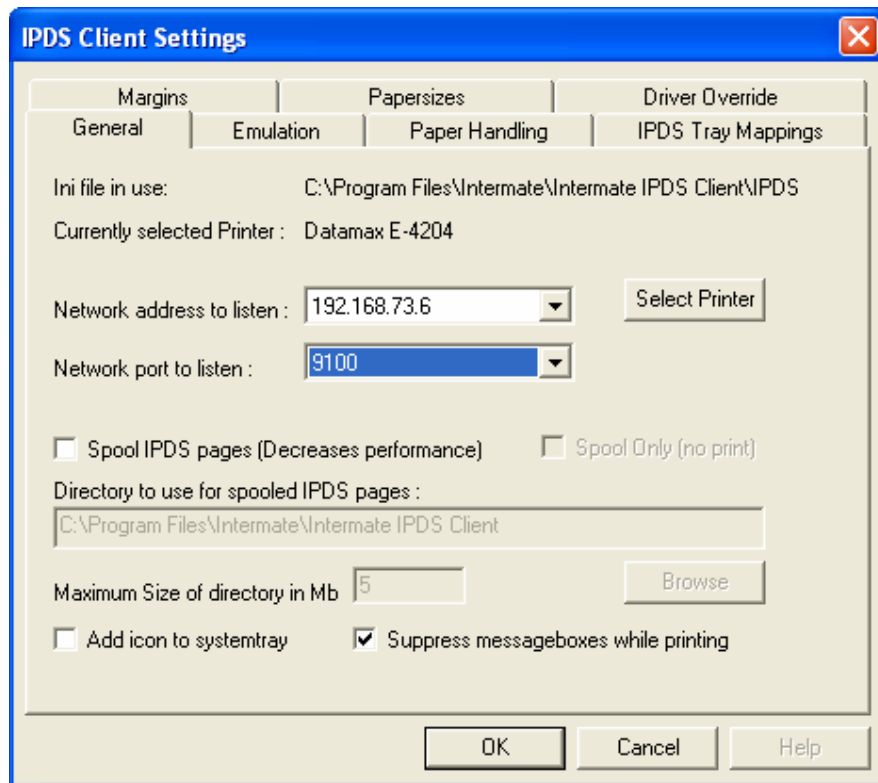 IPDS Client Settings
Margins Papersizes Driver Override
General Emulation Paper Handling IPDS Tray Mappings
Ini file in use: C:\Program Files\Intermate\Intermate IPDS Client\IPDS
Currently selected Printer : Datamax E-4204
Network address to listen : 192.168.73.6 Select Printer
Network port to listen : 9100
Spool IPDS pages (Decreases performance) Spool Only (no print)
Directory to use for spooled IPDS pages :
C:\Program Files\Intermate\Intermate IPDS Client
Maximum Size of directory in Mb 5 Browse
Add icon to systemtray Suppress messageboxes while printing
OK Cancel Help